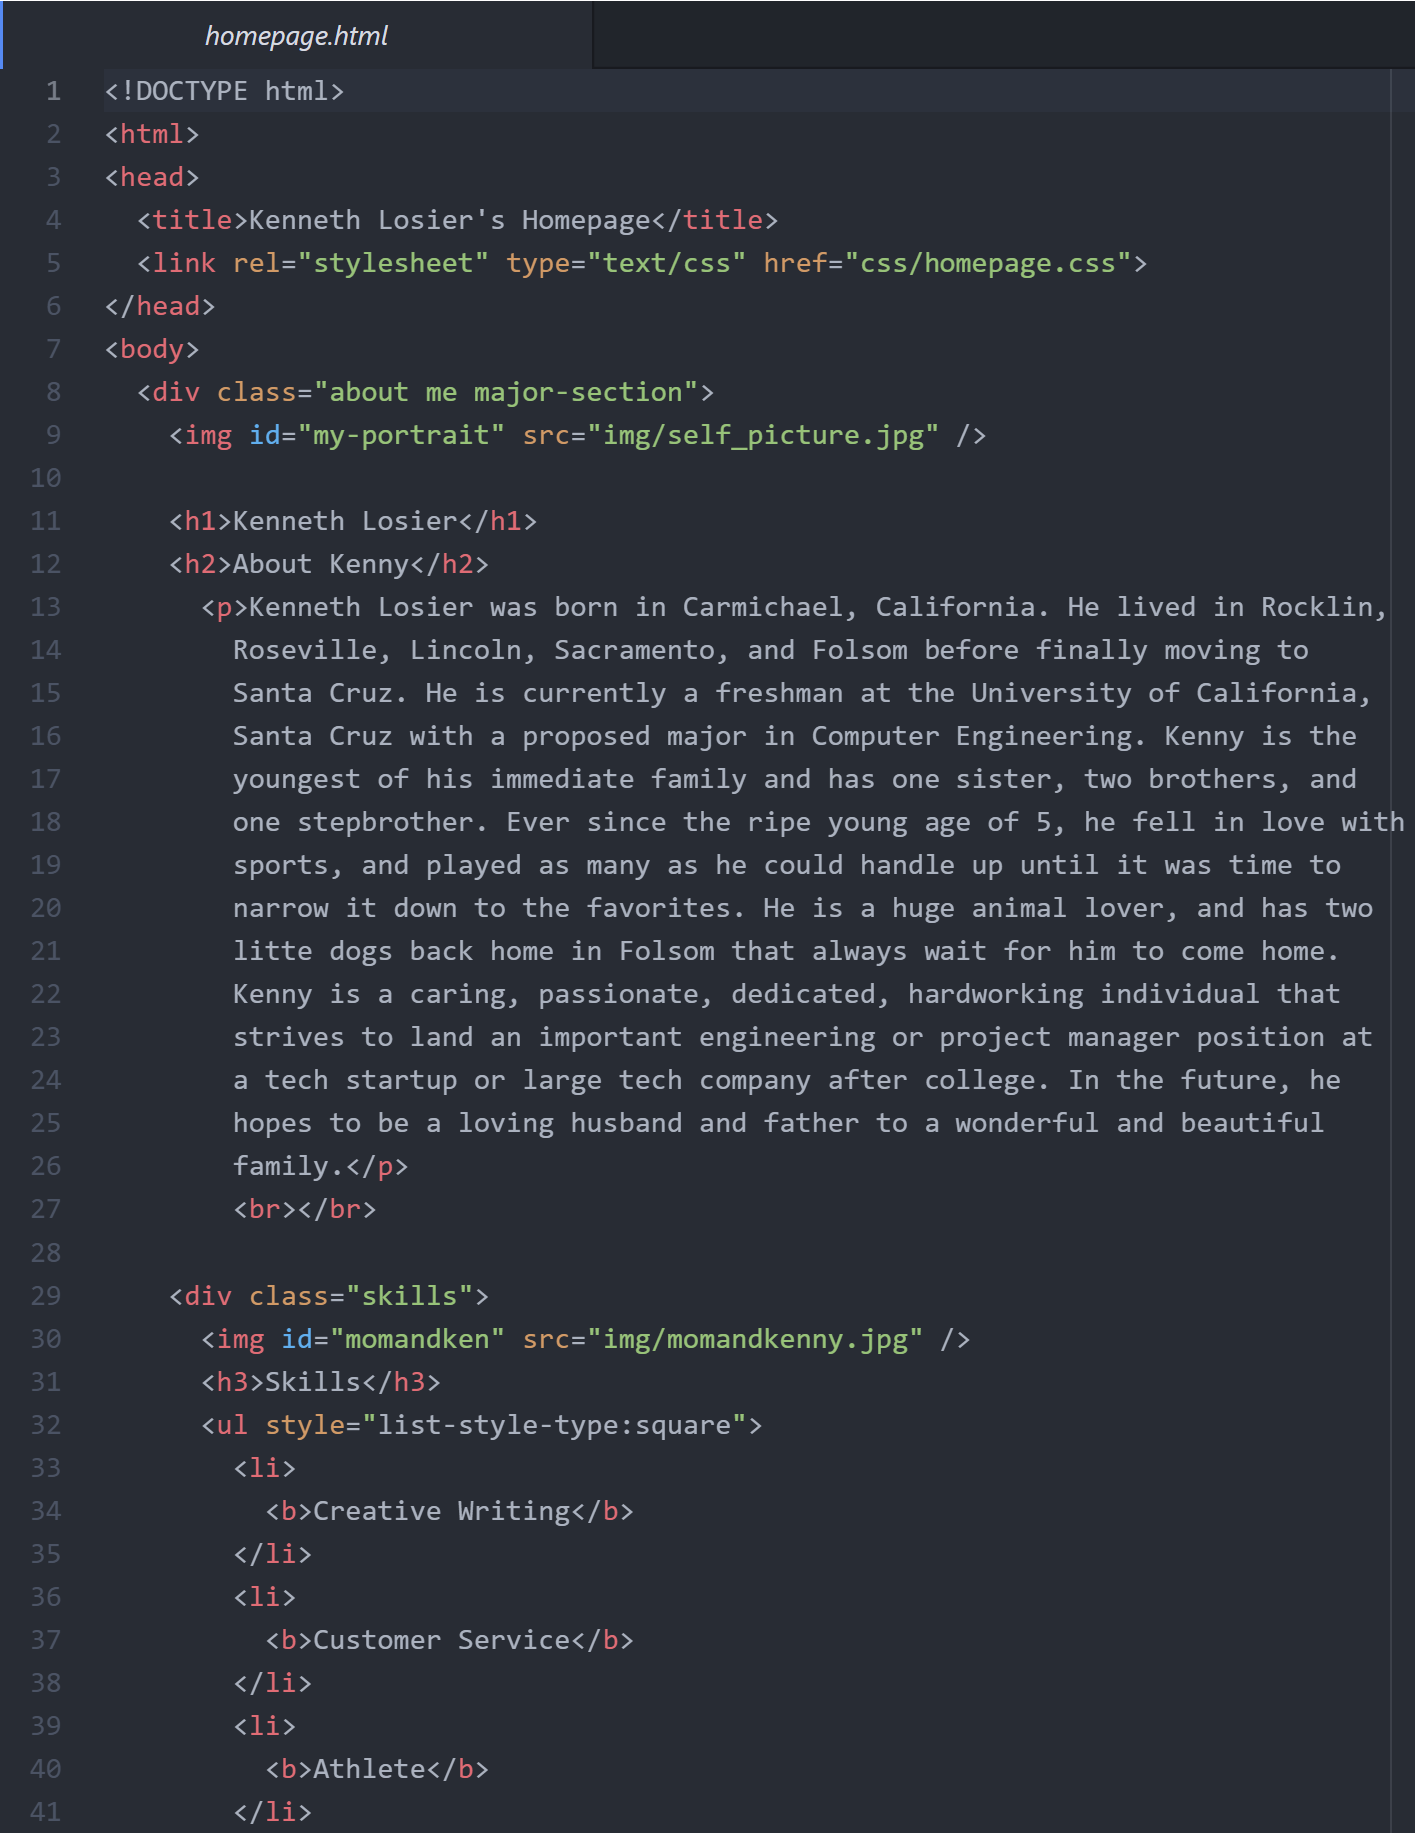 homepage.html
1 <!DOCTYPE html>
2 <html>
3 <head>
4   <title>Kenneth Losier's Homepage</title>
5   <link rel="stylesheet" type="text/css" href="css/homepage.css">
6 </head>
7 <body>
8   <div class="about me major-section">
9     <img id="my-portrait" src="img/self_picture.jpg" />
10
11     <h1>Kenneth Losier</h1>
12     <h2>About Kenny</h2>
13       <p>Kenneth Losier was born in Carmichael, California. He lived in Rocklin,
14         Roseville, Lincoln, Sacramento, and Folsom before finally moving to
15         Santa Cruz. He is currently a freshman at the University of California,
16         Santa Cruz with a proposed major in Computer Engineering. Kenny is the
17         youngest of his immediate family and has one sister, two brothers, and
18         one stepbrother. Ever since the ripe young age of 5, he fell in love with
19         sports, and played as many as he could handle up until it was time to
20         narrow it down to the favorites. He is a huge animal lover, and has two
21         litte dogs back home in Folsom that always wait for him to come home.
22         Kenny is a caring, passionate, dedicated, hardworking individual that
23         strives to land an important engineering or project manager position at
24         a tech startup or large tech company after college. In the future, he
25         hopes to be a loving husband and father to a wonderful and beautiful
26         family.</p>
27         <br></br>
28
29     <div class="skills">
30       <img id="momandken" src="img/momandkenny.jpg" />
31       <h3>Skills</h3>
32       <ul style="list-style-type:square">
33         <li>
34           <b>Creative Writing</b>
35         </li>
36         <li>
37           <b>Customer Service</b>
38         </li>
39         <li>
40           <b>Athlete</b>
41         </li>